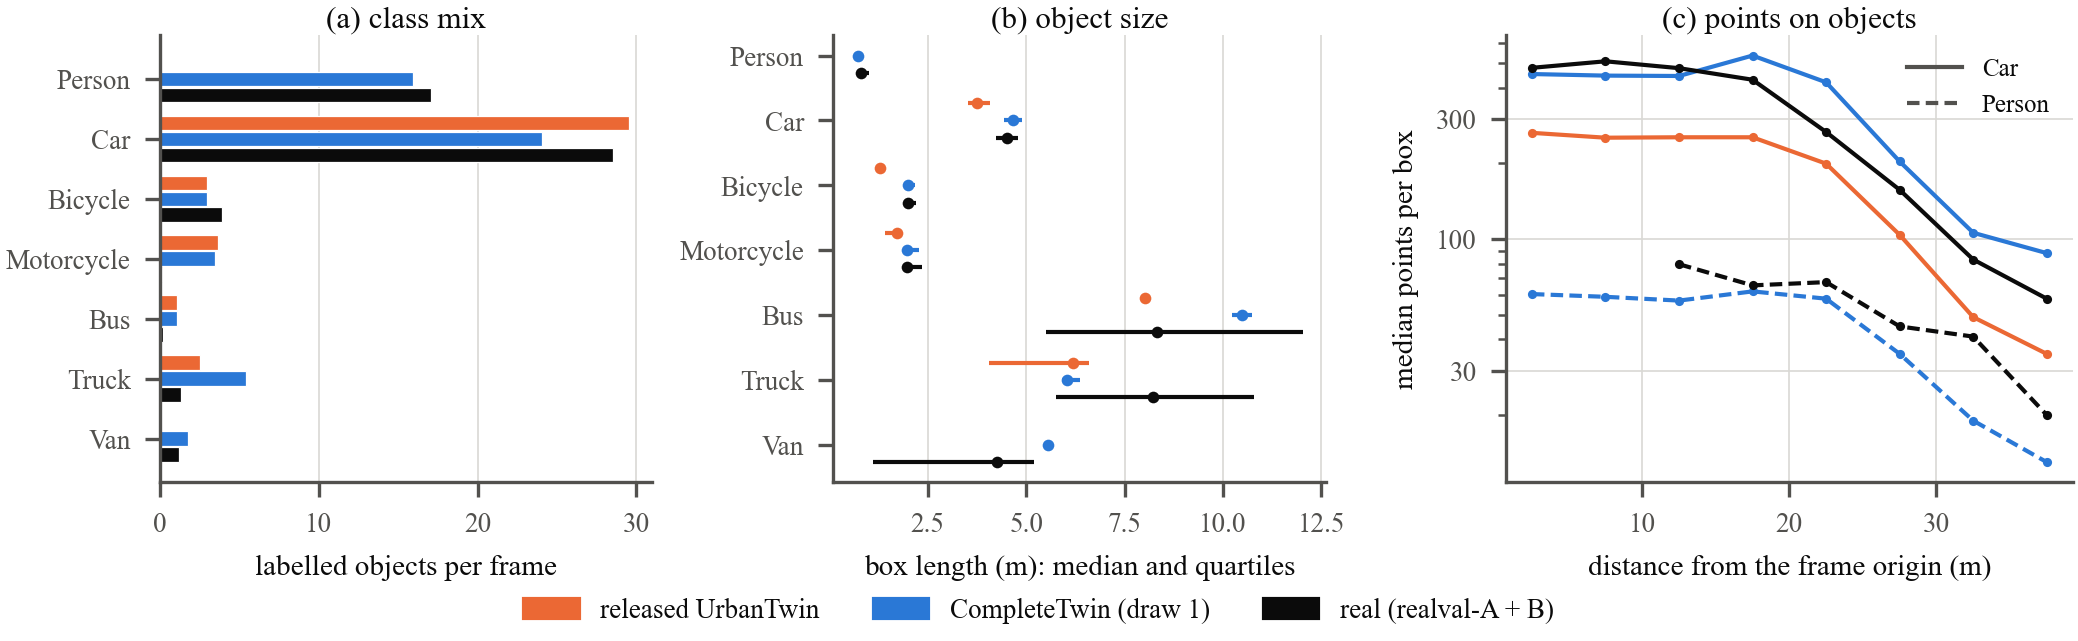 (a) class mix
Person
Car
Bicycle
Motorcycle
Bus
Truck
Van
0 10 20 30
labelled objects per frame
(b) object size
Person
Car
Bicycle
Motorcycle
Bus
Truck
Van
2.5 5.0 7.5 10.0 12.5
box length (m): median and quartiles
(c) points on objects
Car
Person
median points per box
300
100
30
10 20 30
distance from the frame origin (m)
released UrbanTwin CompleteTwin (draw 1) real (realval-A + B)